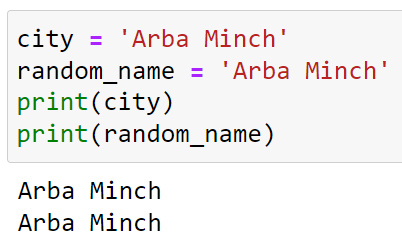 city = 'Arba Minch'
random_name = 'Arba Minch'
print(city)
print(random_name)
Arba Minch
Arba Minch